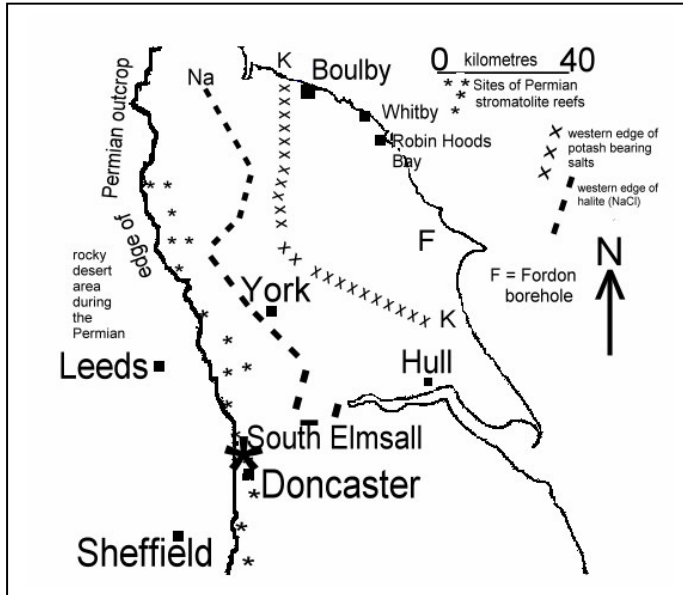 0 kilometres 40
K
Boulby
Na
Sites of Permian
stromatolite reefs
Whitby
Robin Hoods
Bay
western edge of
potash bearing
salts
western edge of
halite (NaCl)
edge of Permian outcrop
F
N
F = Fordon
borehole
rocky
desert
area
during
the
Permian
York
K
Leeds
Hull
South Elmsall
Doncaster
Sheffield